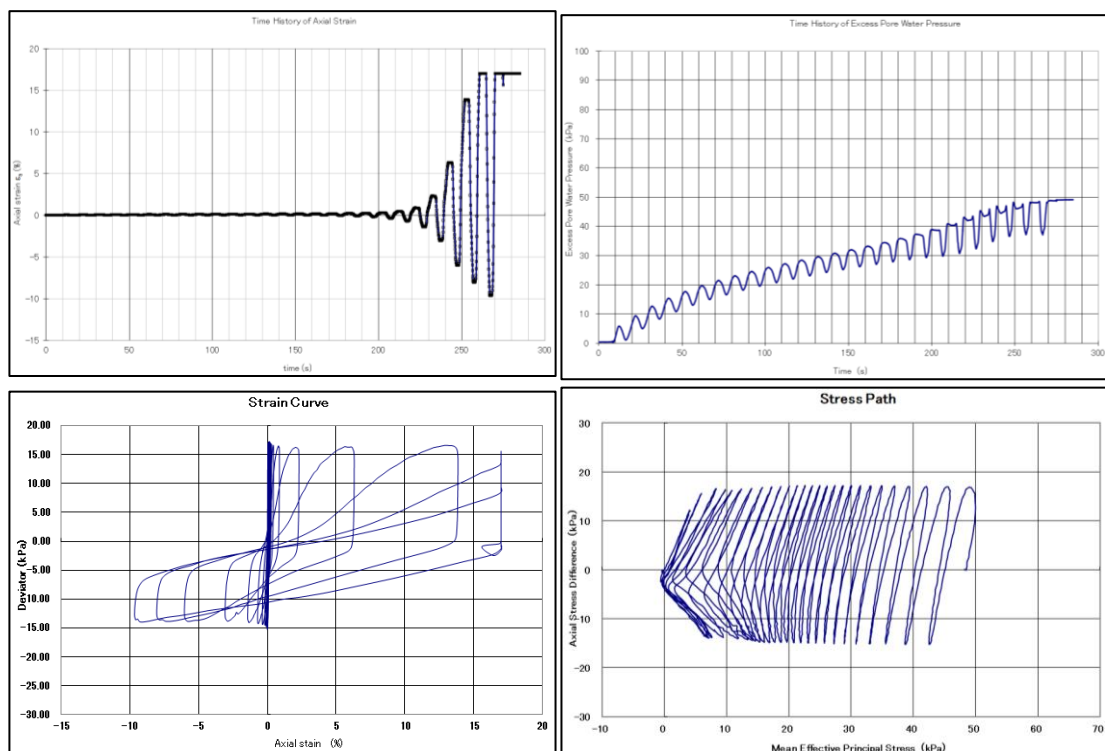 Time History of Axial Strain
Axial strain εa (%)
20
15
10
5
0
-5
-10
-15
0 50 100 150 200 250 300
time (s)
Time History of Excess Pore Water Pressure
Excess Pore Water Pressure (kPa)
100
90
80
70
60
50
40
30
20
10
0
0 50 100 150 200 250 300
Time (s)
Strain Curve
Deviator (kPa)
20.00
15.00
10.00
5.00
0.00
-5.00
-10.00
-15.00
-20.00
-25.00
-30.00
-15 -10 -5 0 5 10 15 20
Axial stain (%)
Stress Path
Axial Stress Difference (kPa)
30
20
10
0
-10
-20
-30
-10 0 10 20 30 40 50 60 70
Mean Effective Principal Stress (kPa)